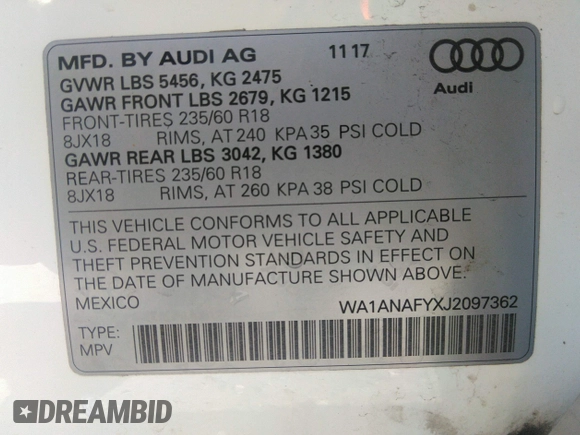 MFD. BY AUDI AG 11 17
GVWR LBS 5456, KG 2475
GAWR FRONT LBS 2679, KG 1215
FRONT-TIRES 235/60 R18
8JX18 RIMS, AT 240 KPA 35 PSI COLD
GAWR REAR LBS 3042, KG 1380
REAR-TIRES 235/60 R18
8JX18 RIMS, AT 260 KPA 38 PSI COLD
Audi
THIS VEHICLE CONFORMS TO ALL APPLICABLE
U.S. FEDERAL MOTOR VEHICLE SAFETY AND
THEFT PREVENTION STANDARDS IN EFFECT ON
THE DATE OF MANUFACTURE SHOWN ABOVE.
MEXICO WA1ANAFYXJ2097362
TYPE:
MPV
DREAMBID